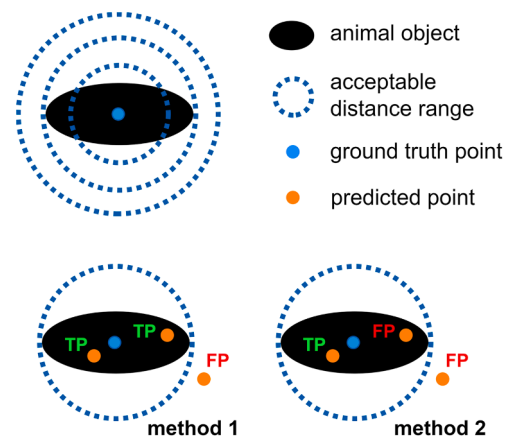 animal object
acceptable
distance range
ground truth point
predicted point
TP
TP
FP
method 1
TP
FP
FP
method 2